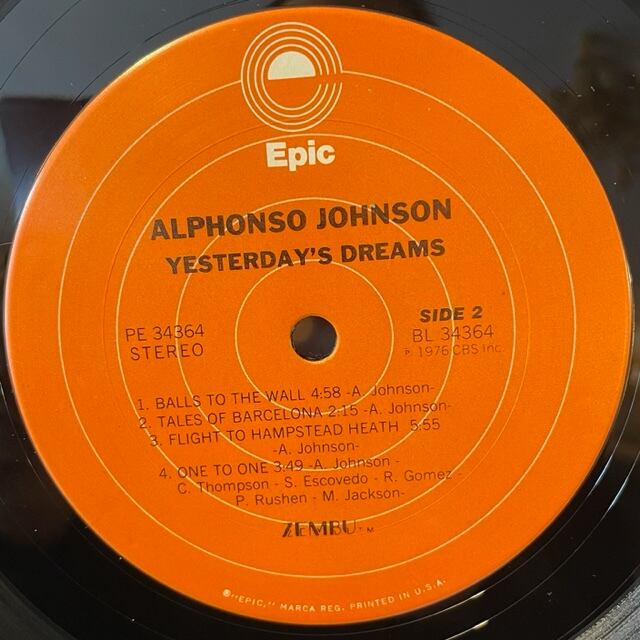 Epic
ALPHONSO JOHNSON
YESTERDAY'S DREAMS
PE 34364
STEREO
SIDE 2
BL 34364
℗ 1976 CBS Inc.
1. BALLS TO THE WALL 4:58 -A. Johnson-
2. TALES OF BARCELONA 2:15 -A. Johnson-
3. FLIGHT TO HAMPSTEAD HEATH 5:55
-A. Johnson-
4. ONE TO ONE 3:49 -A. Johnson -
C. Thompson - S. Escovedo - R. Gomez -
P. Rushen - M. Jackson-
ZEMBU TM
®"EPIC," MARCA REG. PRINTED IN U.S.A.